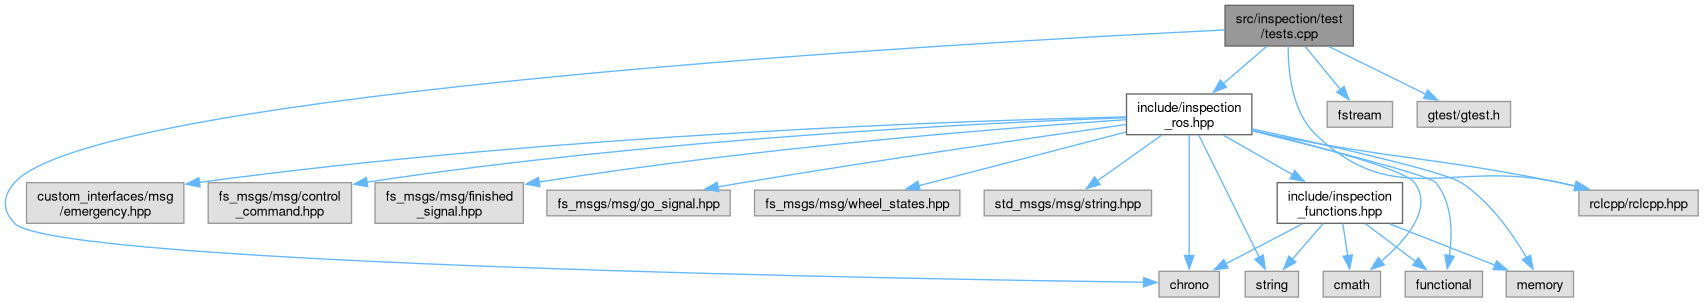 src/inspection/test
/tests.cpp
include/inspection
_ros.hpp
fstream
gtest/gtest.h
custom_interfaces/msg
/emergency.hpp
fs_msgs/msg/control
_command.hpp
fs_msgs/msg/finished
_signal.hpp
fs_msgs/msg/go_signal.hpp
fs_msgs/msg/wheel_states.hpp
std_msgs/msg/string.hpp
include/inspection
_functions.hpp
rclcpp/rclcpp.hpp
chrono
string
cmath
functional
memory